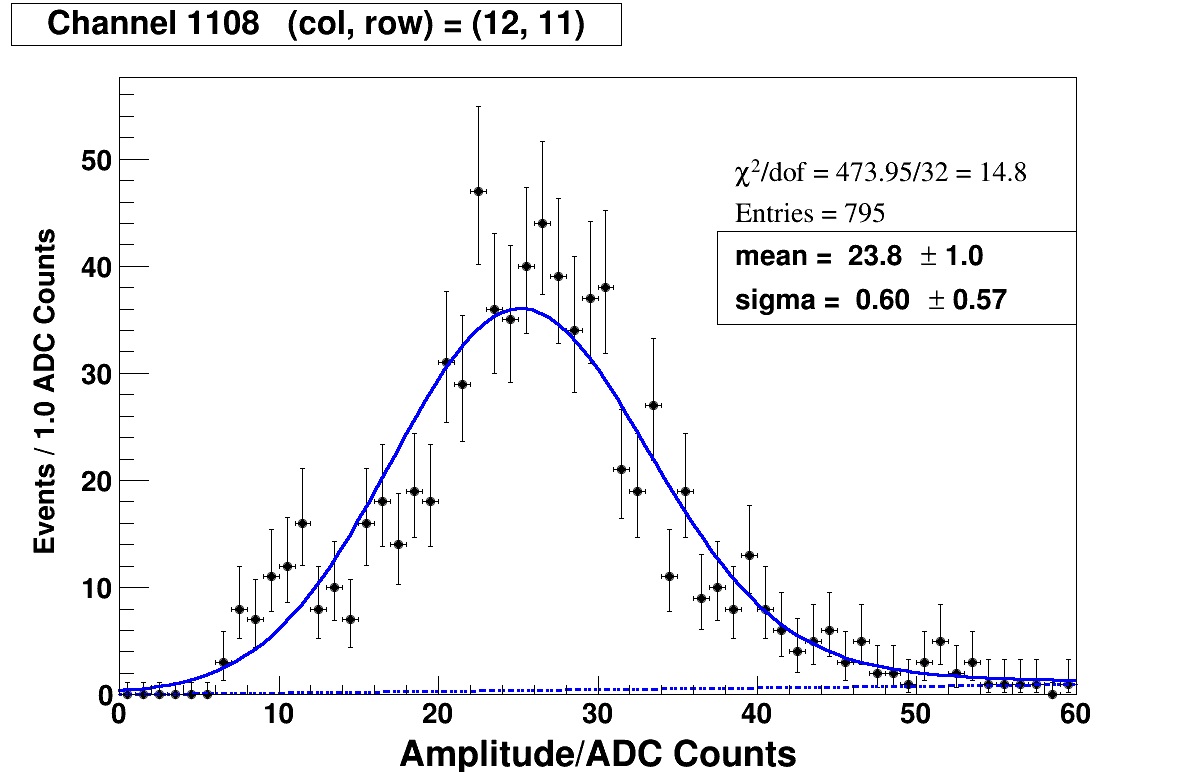 Channel 1108 (col, row) = (12, 11)
χ²/dof = 473.95/32 = 14.8
Entries = 795
mean = 23.8 ± 1.0
sigma = 0.60 ± 0.57
Events / 1.0 ADC Counts
50
40
30
20
10
0
0 10 20 30 40 50 60
Amplitude/ADC Counts